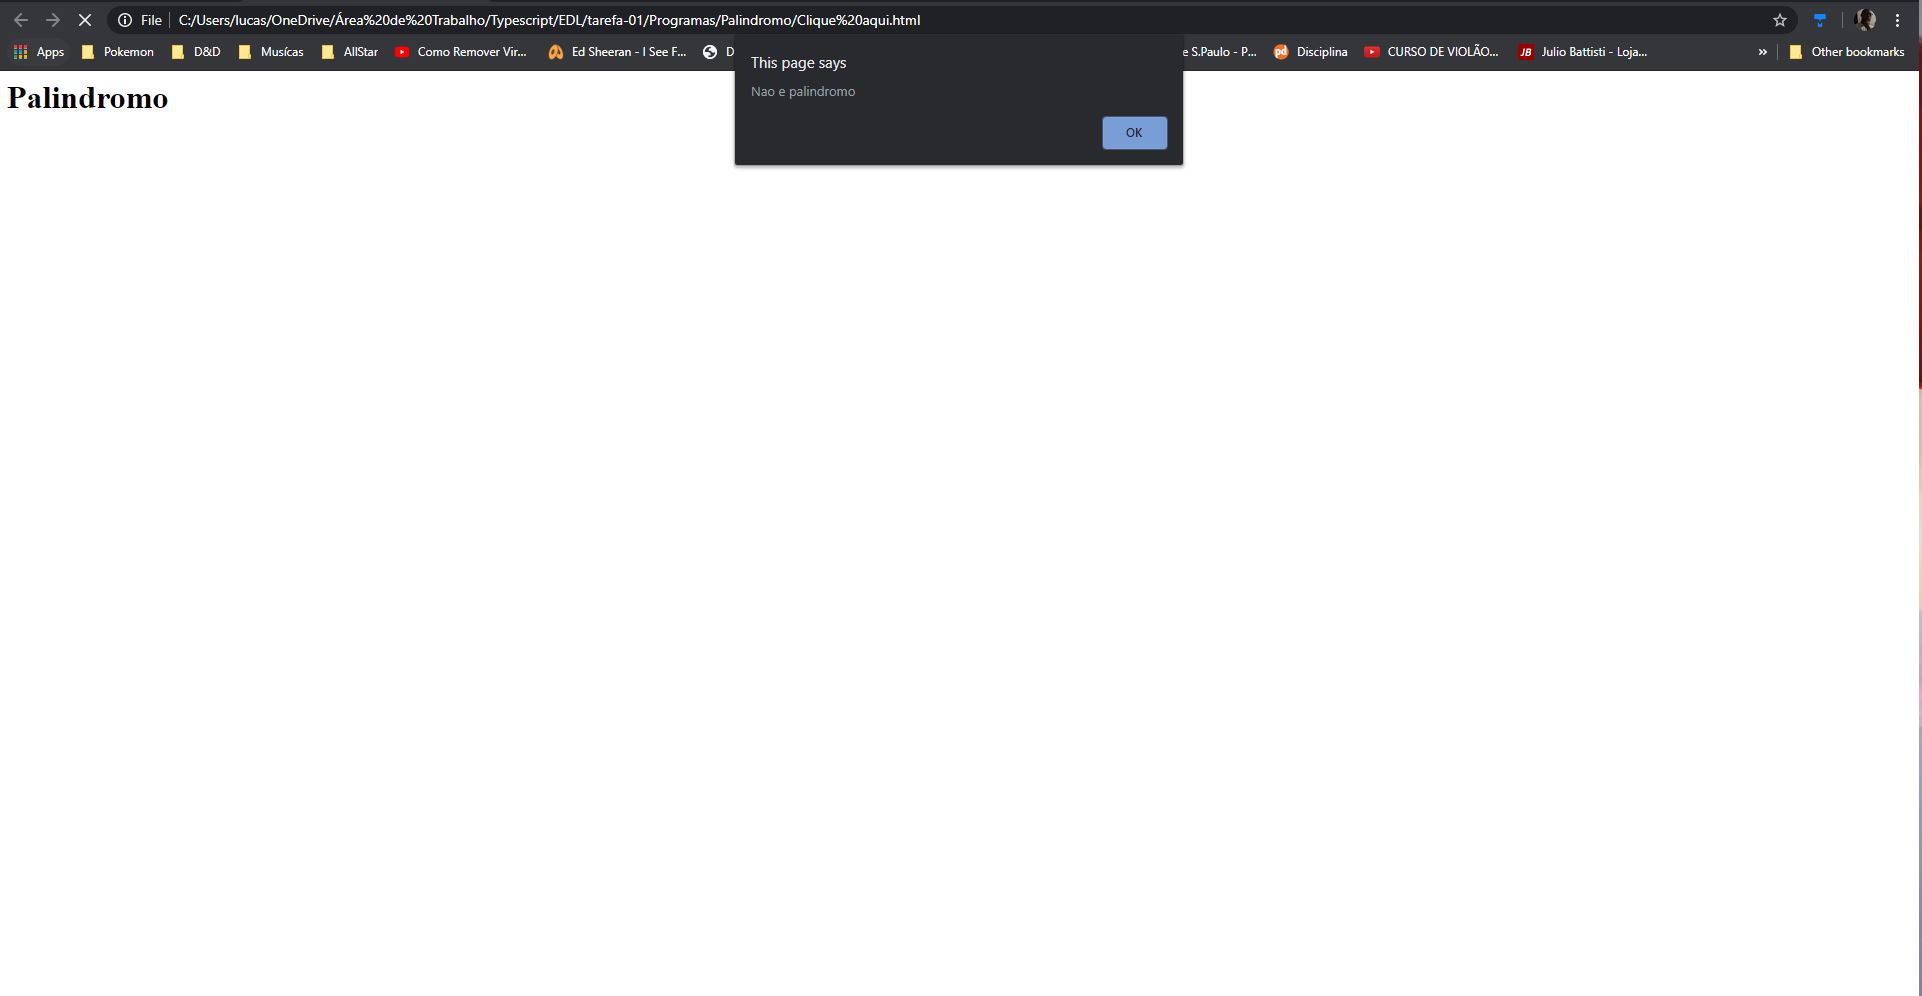 File C:/Users/lucas/OneDrive/Área%20de%20Trabalho/Typescript/EDL/tarefa-01/Programas/Palindromo/Clique%20aqui.html
Apps Pokemon D&D Musícas AllStar Como Remover Vir... Ed Sheeran - I See F... D e S.Paulo - P... Disciplina CURSO DE VIOLÃO... JB Julio Battisti - Loja... » Other bookmarks
This page says
Nao e palindromo
OK
Palindromo